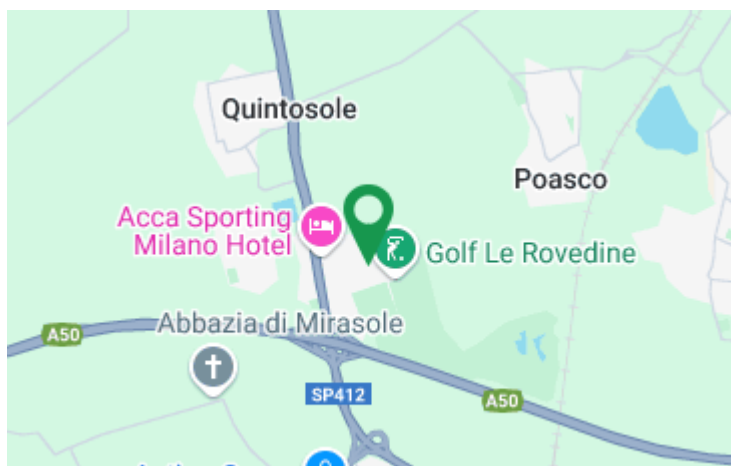 Quintosole
Poasco
Acca Sporting
Milano Hotel
Golf Le Rovedine
A50
Abbazia di Mirasole
SP412
A50